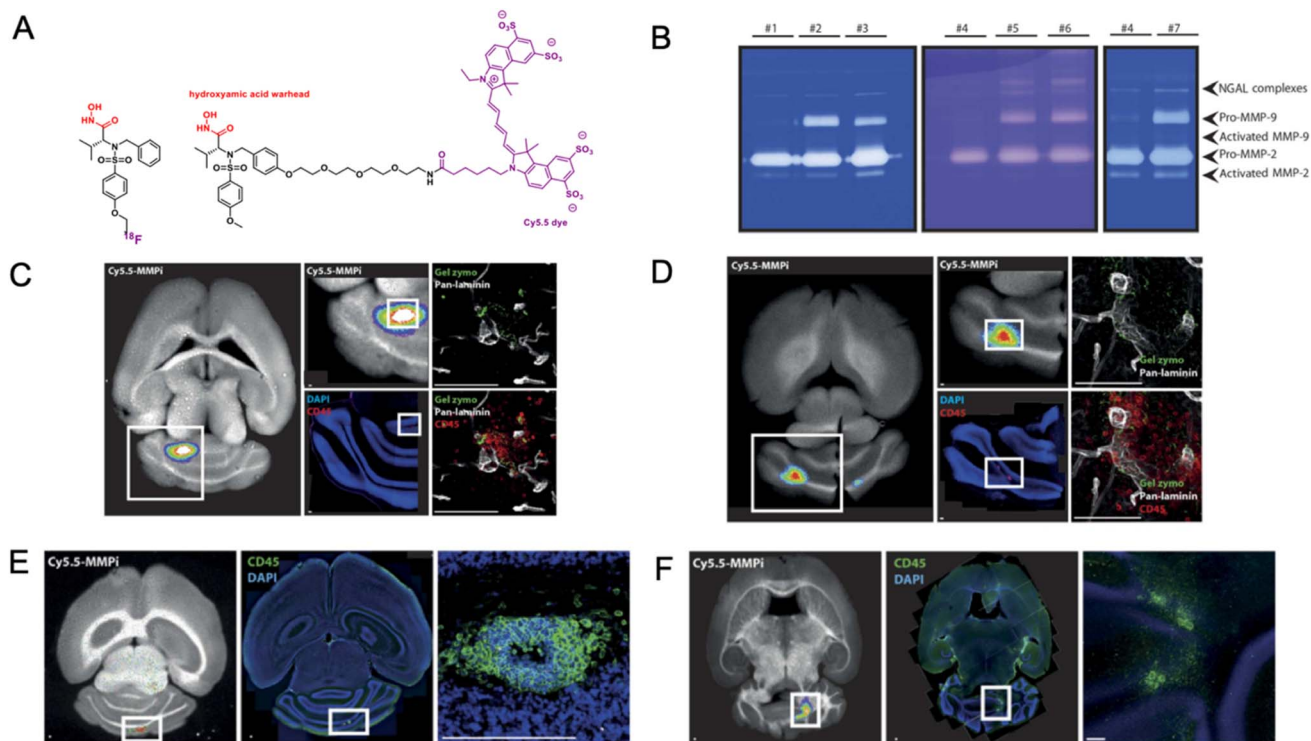 A
hydroxyamic acid warhead
OH
HN
O
N
O=S=O
O
18F
OH
HN
O
N
O=S=O
O
O
O
O
O
N
H
O
N
N
SO3
SO3
SO3
SO3
Cy5.5 dye
B
#1 #2 #3 #4 #5 #6 #4 #7
NGAL complexes
Pro-MMP-9
Activated MMP-9
Pro-MMP-2
Activated MMP-2
C
Cy5.5-MMPi
Cy5.5-MMPi
Gel zymo
Pan-laminin
DAPI
CD45
Gel zymo
Pan-laminin
CD45
D
Cy5.5-MMPi
Cy5.5-MMPi
Gel zymo
Pan-laminin
DAPI
CD45
Gel zymo
Pan-laminin
CD45
E
Cy5.5-MMPi
CD45
DAPI
F
Cy5.5-MMPi
CD45
DAPI